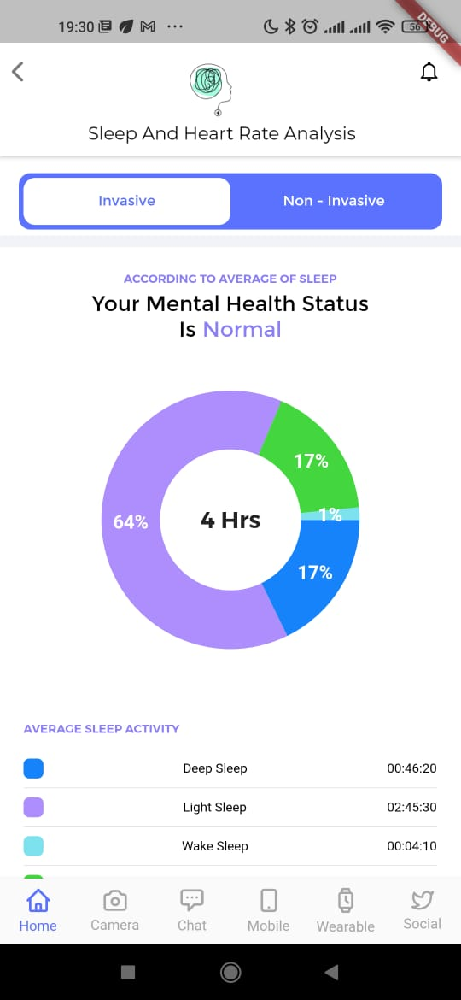 19:30
56
DEBUG
Sleep And Heart Rate Analysis
Invasive
Non - Invasive
ACCORDING TO AVERAGE OF SLEEP
Your Mental Health Status
Is Normal
17%
1%
64%
4 Hrs
17%
AVERAGE SLEEP ACTIVITY
Deep Sleep 00:46:20
Light Sleep 02:45:30
Wake Sleep 00:04:10
Home Camera Chat Mobile Wearable Social